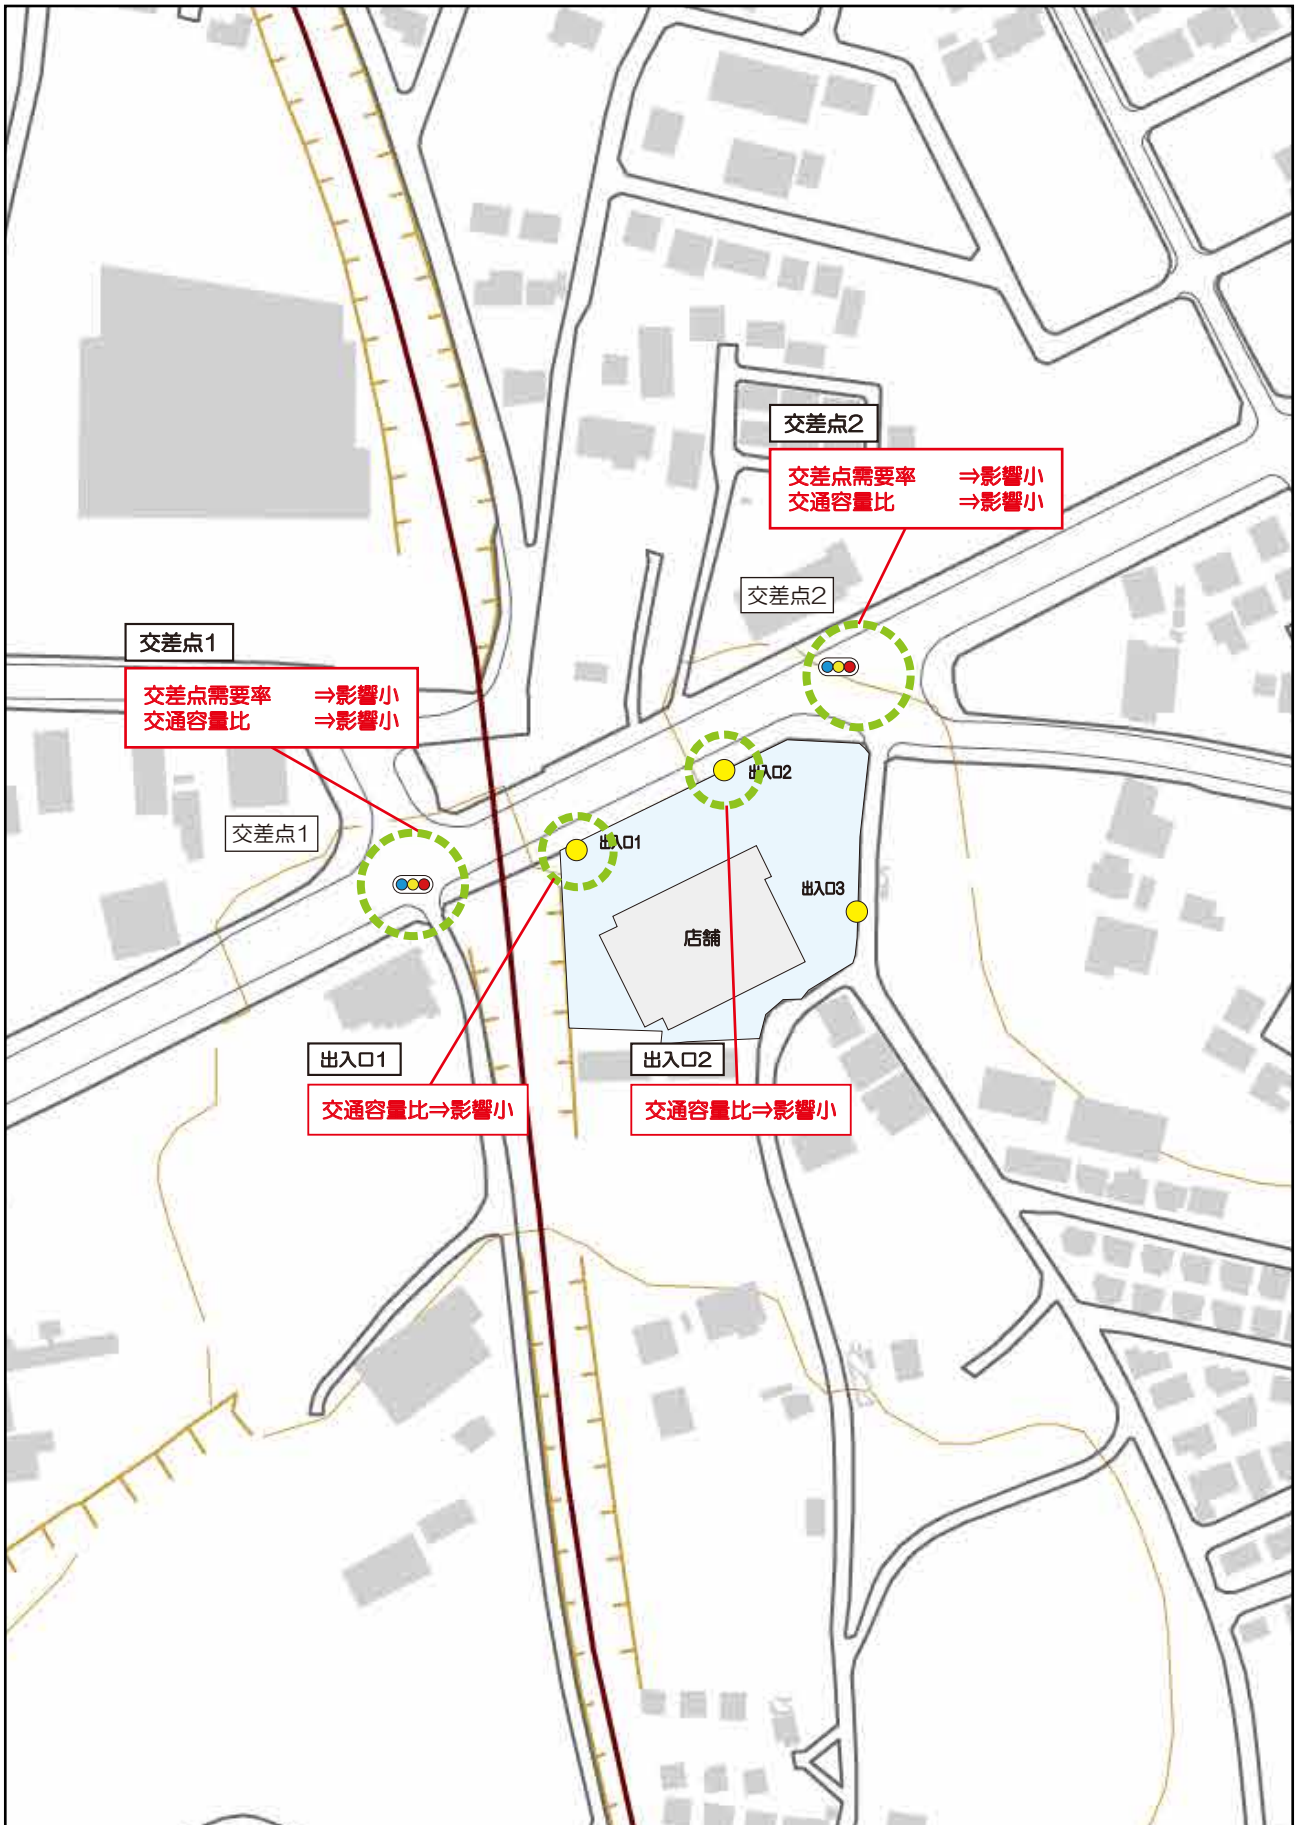 交差点2
交差点需要率 ⇒影響小
交通容量比 ⇒影響小
交差点2
交差点1
交差点需要率 ⇒影響小
交通容量比 ⇒影響小
交差点1
出入口2
出入口1
出入口3
店舗
出入口1
交通容量比⇒影響小
出入口2
交通容量比⇒影響小